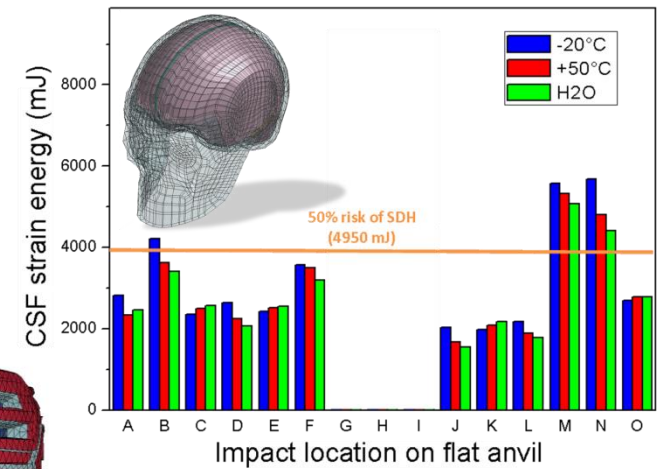 CSF strain energy (mJ)
8000
6000
4000
2000
0
-20°C
+50°C
H2O
50% risk of SDH
(4950 mJ)
A B C D E F G H I J K L M N O
Impact location on flat anvil